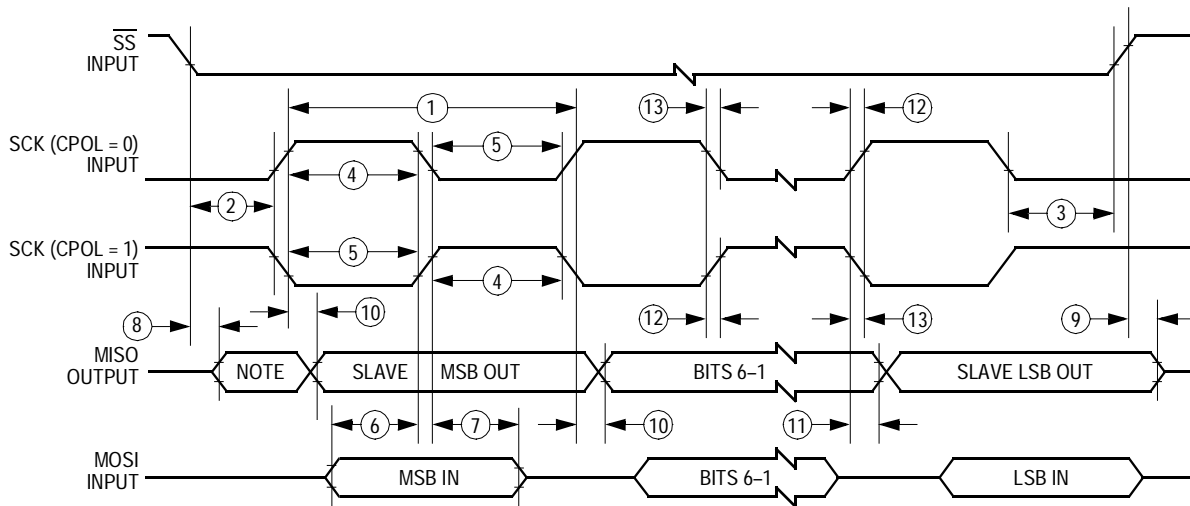 SS
INPUT
1
13
12
SCK (CPOL = 0)
INPUT
5
4
2
3
SCK (CPOL = 1)
INPUT
5
4
8
10
12
13
9
MISO
OUTPUT
NOTE
SLAVE MSB OUT
BITS 6–1
SLAVE LSB OUT
6
7
10
11
MOSI
INPUT
MSB IN
BITS 6–1
LSB IN